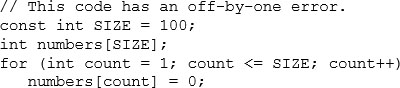 // This code has an off-by-one error.
const int SIZE = 100;
int numbers[SIZE];
for (int count = 1; count <= SIZE; count++)
   numbers[count] = 0;